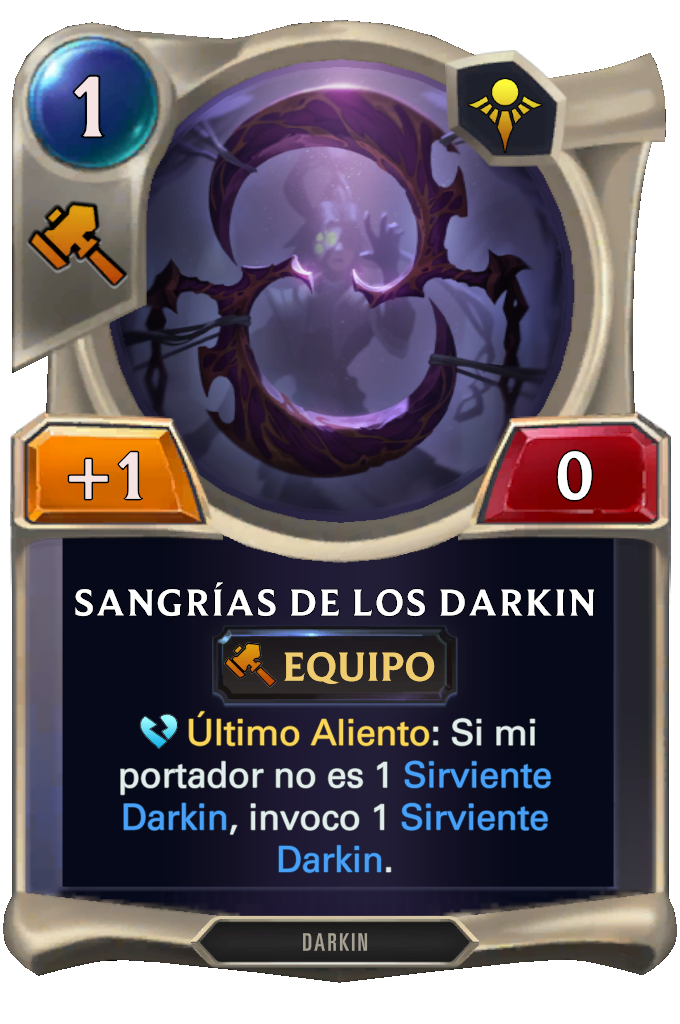 1
+1
0
SANGRÍAS DE LOS DARKIN
EQUIPO
Último Aliento: Si mi
portador no es 1 Sirviente
Darkin, invoco 1 Sirviente
Darkin.
DARKIN